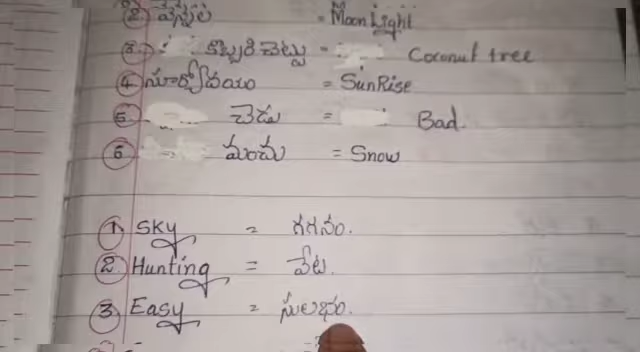 ② వెన్నెల = Moon Light
③ కొబ్బరి చెట్టు = Coconut tree
④ సూర్యోదయం = SunRise
⑤ చెడు = Bad.
⑥ మంచు = Snow
① Sky = గగనం.
② Hunting = వేట.
③ Easy = సులభం.